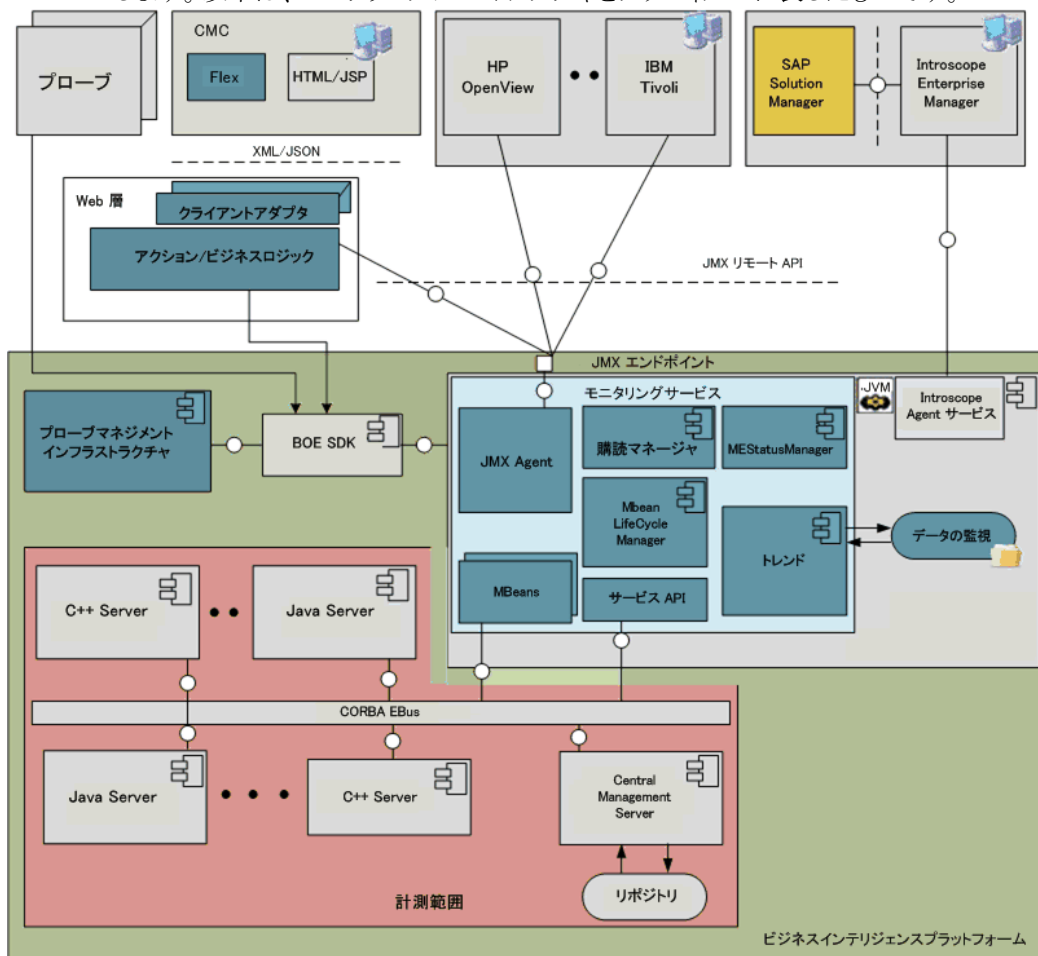 プローブ
CMC
Flex
HTML/JSP
HP
OpenView
IBM
Tivoli
SAP
Solution
Manager
Introscope
Enterprise
Manager
XML/JSON
Web 層
クライアントアダプタ
アクション/ビジネスロジック
JMX リモート API
JMX エンドポイント
モニタリングサービス
JVM
Introscope
Agent サービス
プローブマネジメント
インフラストラクチャ
BOE SDK
JMX Agent
購読マネージャ
MEStatusManager
Mbean
LifeCycle
Manager
トレンド
データの監視
MBeans
サービス API
C++ Server
Java Server
CORBA EBus
Java Server
C++ Server
Central
Management
Server
リポジトリ
計測範囲
ビジネスインテリジェンスプラットフォーム